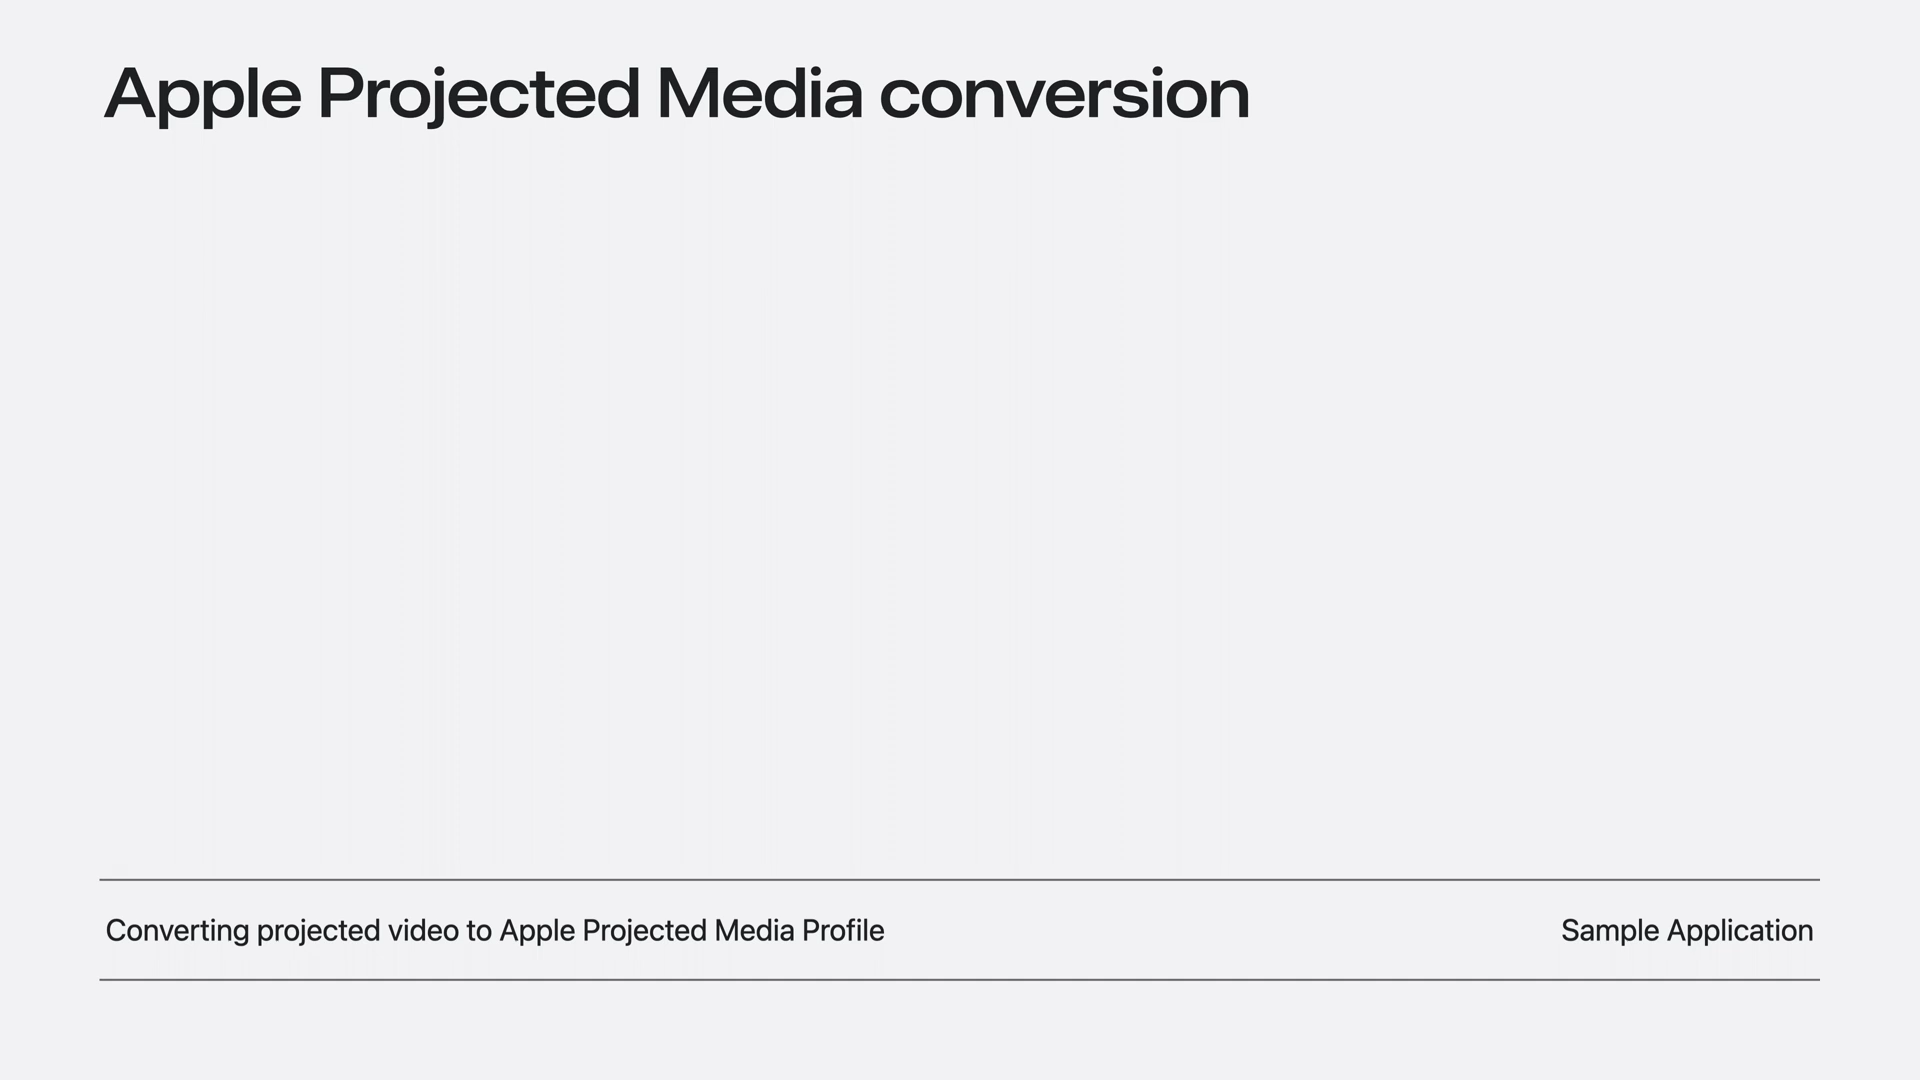 Apple Projected Media conversion
Converting projected video to Apple Projected Media Profile
Sample Application